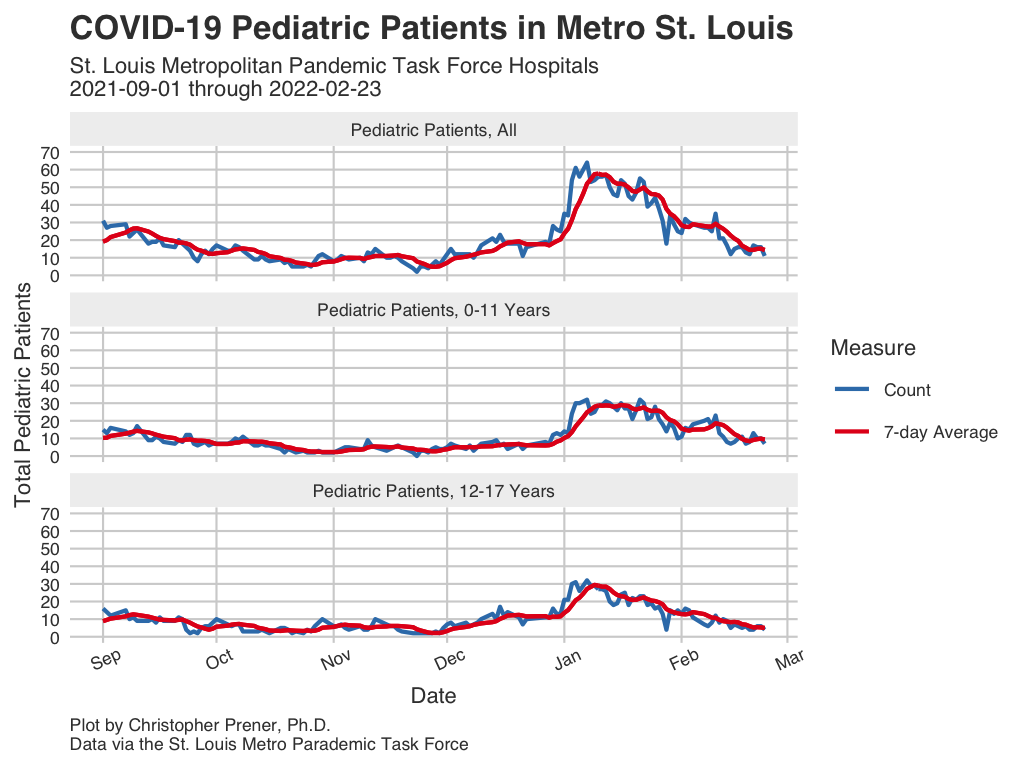 COVID-19 Pediatric Patients in Metro St. Louis
St. Louis Metropolitan Pandemic Task Force Hospitals
2021-09-01 through 2022-02-23
Pediatric Patients, All
70
60
50
40
30
20
10
0
Pediatric Patients, 0-11 Years
70
60
50
40
30
20
10
0
Pediatric Patients, 12-17 Years
70
60
50
40
30
20
10
0
Total Pediatric Patients
Sep Oct Nov Dec Jan Feb Mar
Date
Measure
Count
7-day Average
Plot by Christopher Prener, Ph.D.
Data via the St. Louis Metro Parademic Task Force